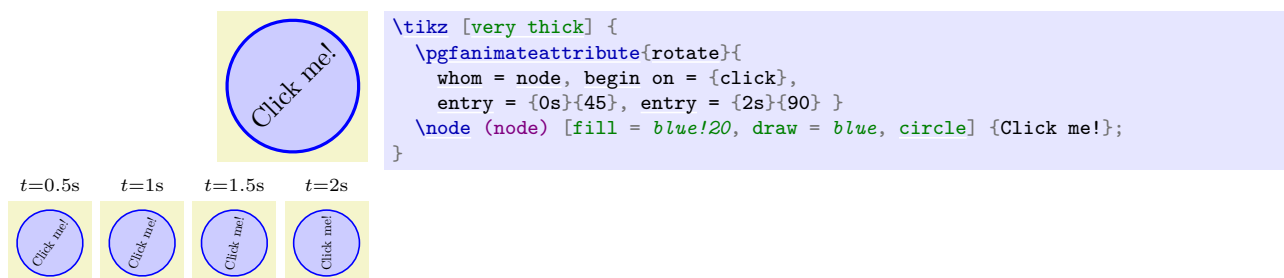 Click me!
\tikz [very thick] {
\pgfanimateattribute{rotate}{
whom = node, begin on = {click},
entry = {0s}{45}, entry = {2s}{90} }
\node (node) [fill = blue!20, draw = blue, circle] {Click me!};
}
t=0.5s t=1s t=1.5s t=2s
Click me! Click me! Click me! Click me!